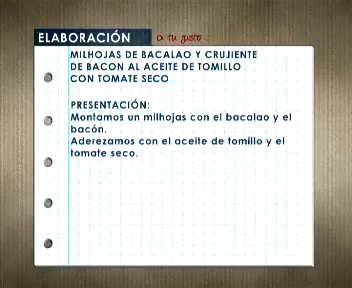 ELABORACIÓN a tu gusto
MILHOJAS DE BACALAO Y CRUJIENTE
DE BACON AL ACEITE DE TOMILLO
CON TOMATE SECO
PRESENTACIÓN:
Montamos un milhojas con el bacalao y el
bacón.
Aderezamos con el aceite de tomillo y el
tomate seco.